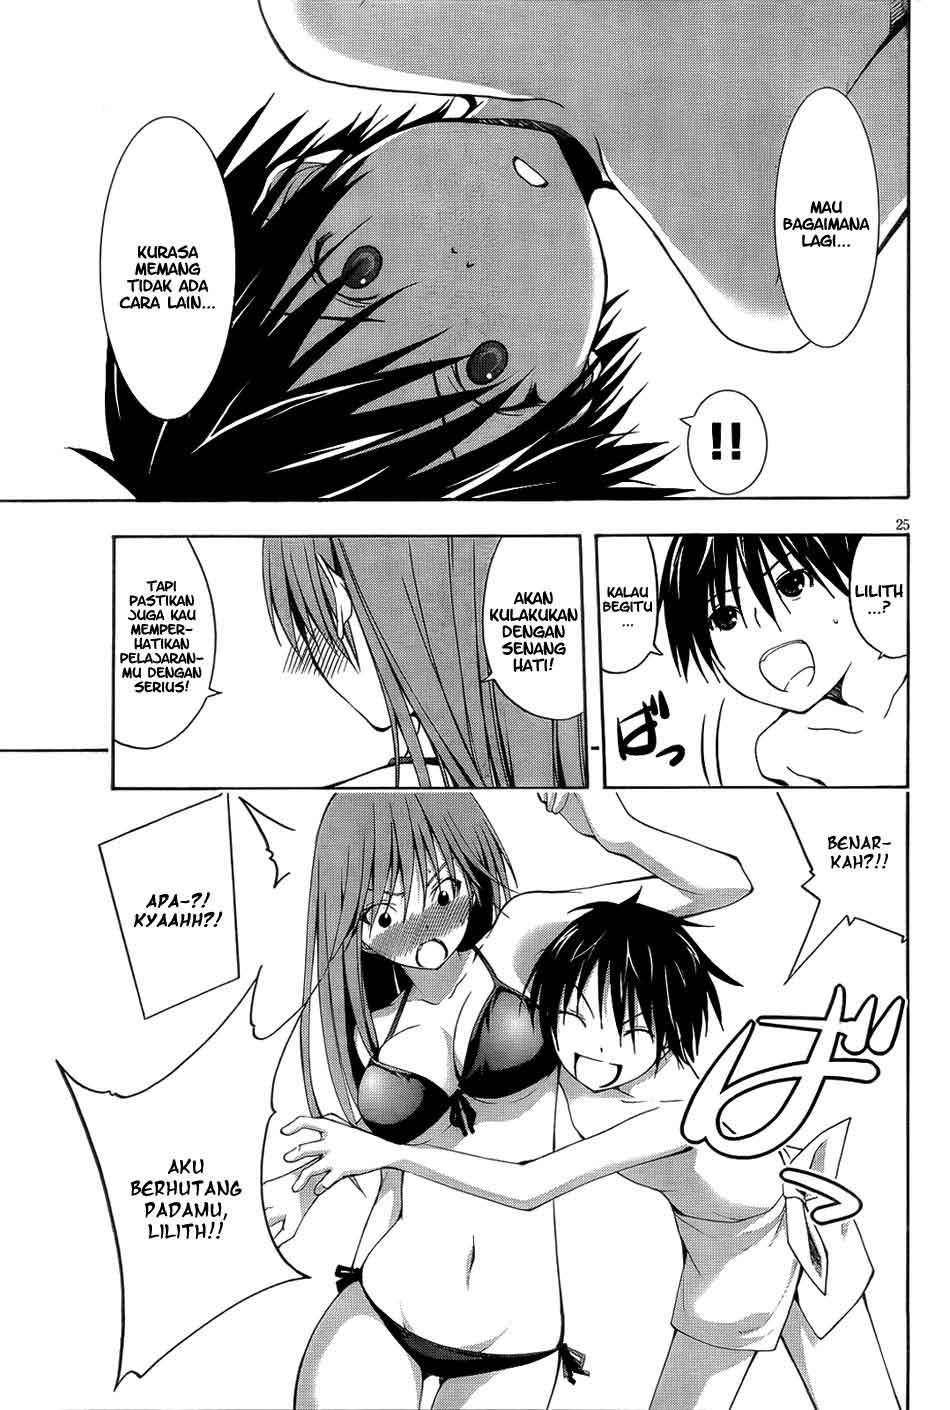 MAU
BAGAIMANA
LAGI...
KURASA
MEMANG
TIDAK ADA
CARA LAIN...
!!
25
LILITH
...?
KALAU
BEGITU
...
ばっ
AKAN
KULAKUKAN
DENGAN
SENANG
HATI!
TAPI
PASTIKAN
JUGA KAU
MEMPER-
HATIKAN
PELAJARAN-
MU DENGAN
SERIUS!
BENAR-
KAH?!!
ADA-?!
KYAAHH?!
ばっ
AKU
BERHUTANG
PADAMU,
LILITH!!